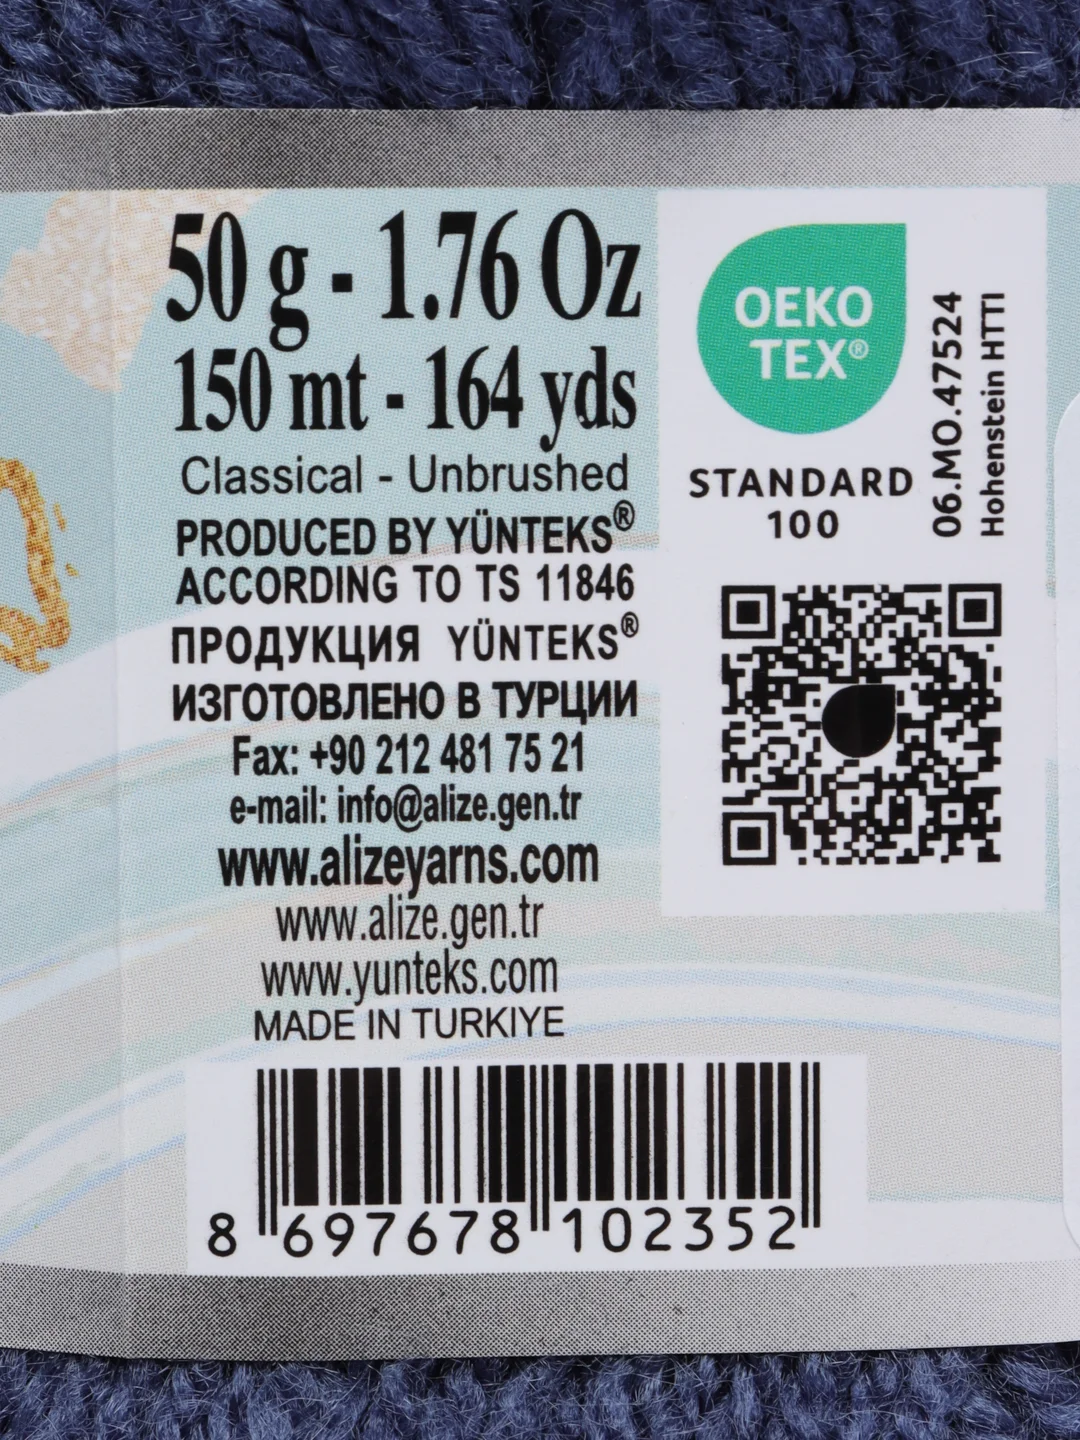 50 g - 1.76 Oz
150 mt - 164 yds
Classical - Unbrushed
PRODUCED BY YÜNTEKS®
ACCORDING TO TS 11846
ПРОДУКЦИЯ YÜNTEKS®
ИЗГОТОВЛЕНО В ТУРЦИИ
Fax: +90 212 481 75 21
e-mail: info@alize.gen.tr
www.alizeyarns.com
www.alize.gen.tr
www.yunteks.com
MADE IN TURKIYE
8 697678 102352
OEKO
TEX®
STANDARD
100
06.MO.47524
Hohenstein HTTI